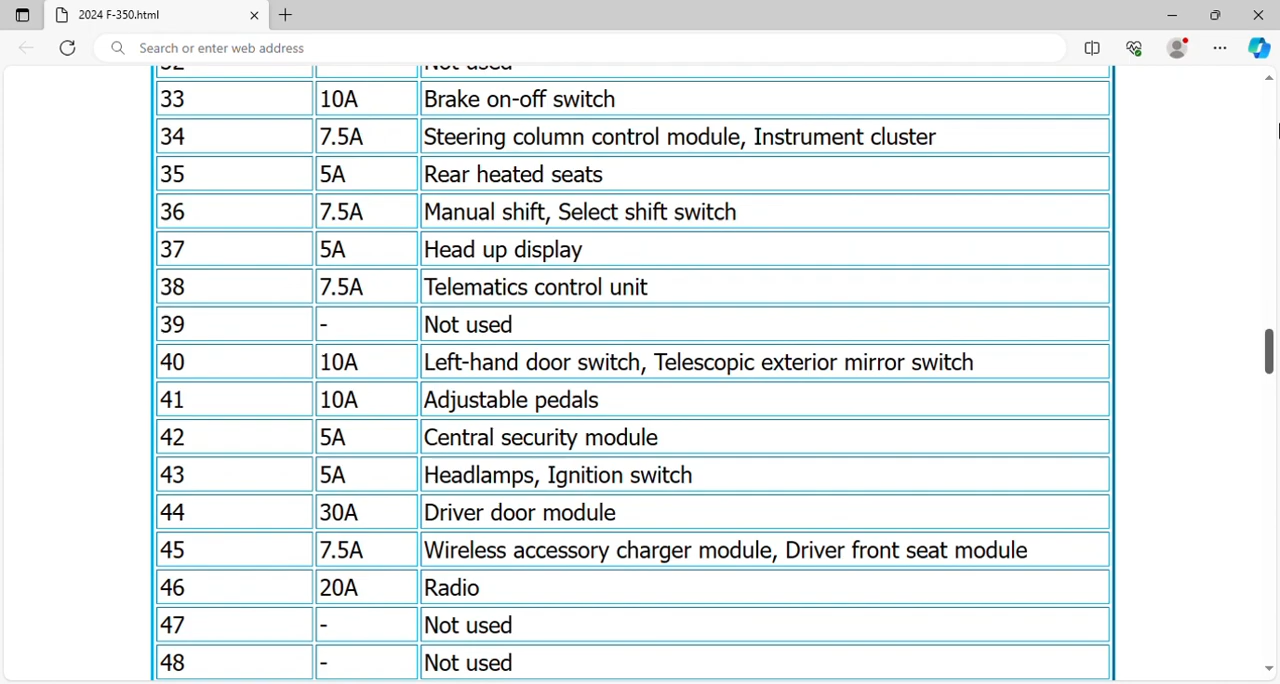 2024 F-350.html
Search or enter web address
32 Not used
33 10A Brake on-off switch
34 7.5A Steering column control module, Instrument cluster
35 5A Rear heated seats
36 7.5A Manual shift, Select shift switch
37 5A Head up display
38 7.5A Telematics control unit
39 - Not used
40 10A Left-hand door switch, Telescopic exterior mirror switch
41 10A Adjustable pedals
42 5A Central security module
43 5A Headlamps, Ignition switch
44 30A Driver door module
45 7.5A Wireless accessory charger module, Driver front seat module
46 20A Radio
47 - Not used
48 - Not used